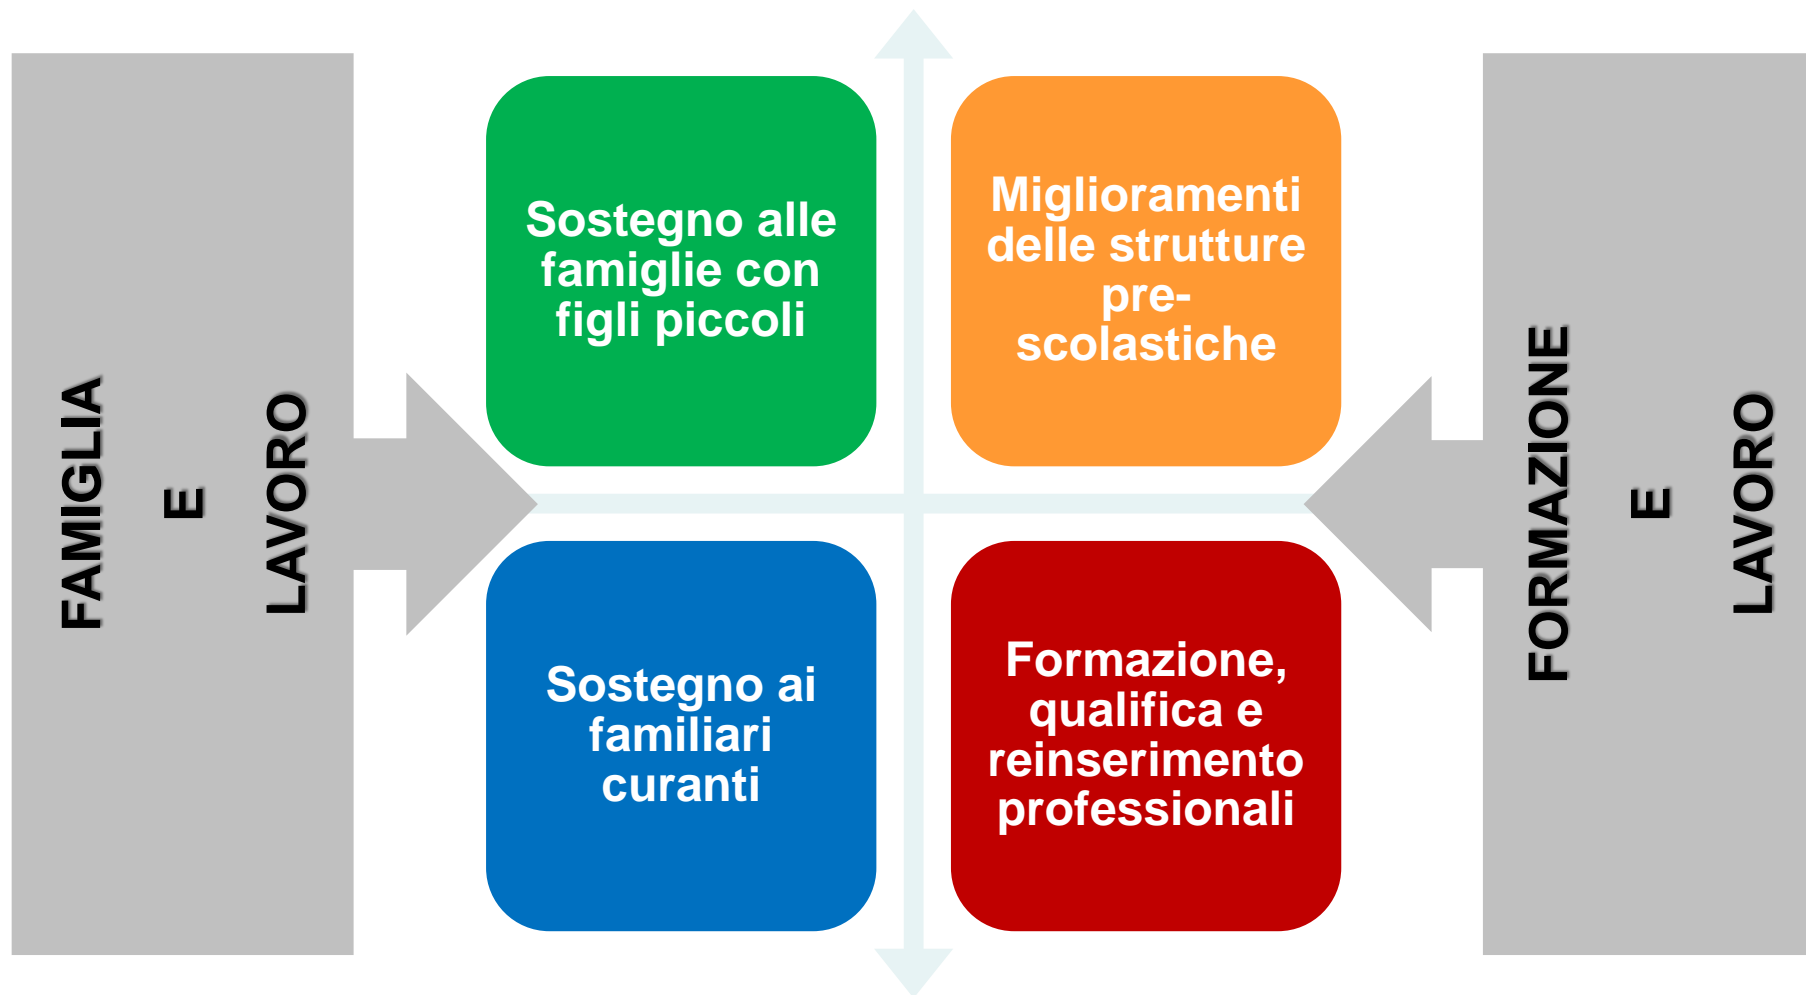 FAMIGLIA
E
LAVORO
Sostegno alle
famiglie con
figli piccoli
Miglioramenti
delle strutture
pre-
scolastiche
Sostegno ai
familiari
curanti
Formazione,
qualifica e
reinserimento
professionali
FORMAZIONE
E
LAVORO